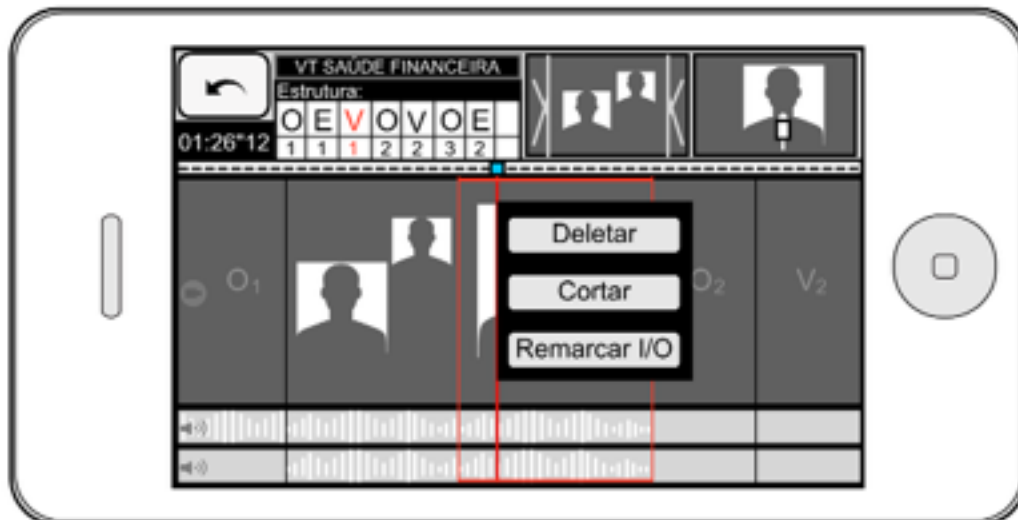 VT SAÚDE FINANCEIRA
Estrutura:
O E V O V O E
1 1 1 2 2 3 2
01:26"12
Deletar
Cortar
Remarcar I/O
O1 O2 V2